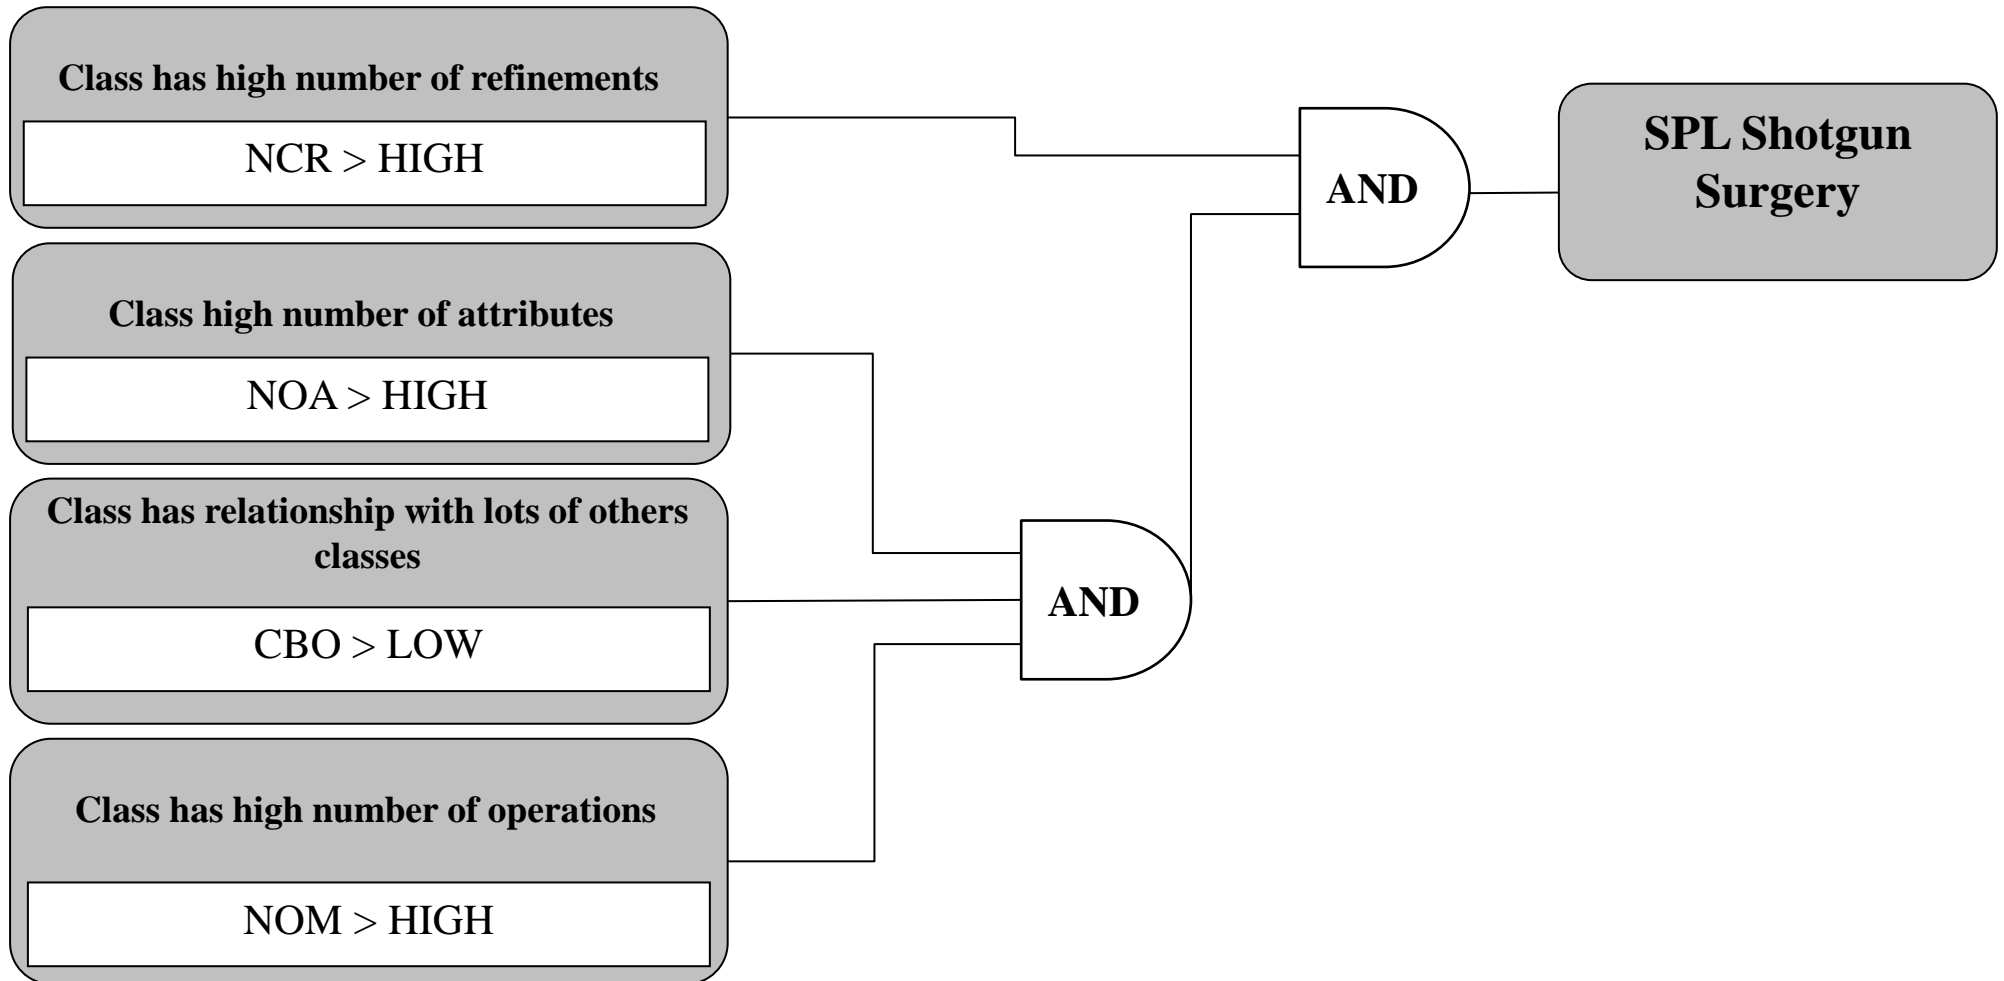 Class has high number of refinements
NCR > HIGH
Class high number of attributes
NOA > HIGH
Class has relationship with lots of others
classes
CBO > LOW
Class has high number of operations
NOM > HIGH
AND
AND
SPL Shotgun
Surgery